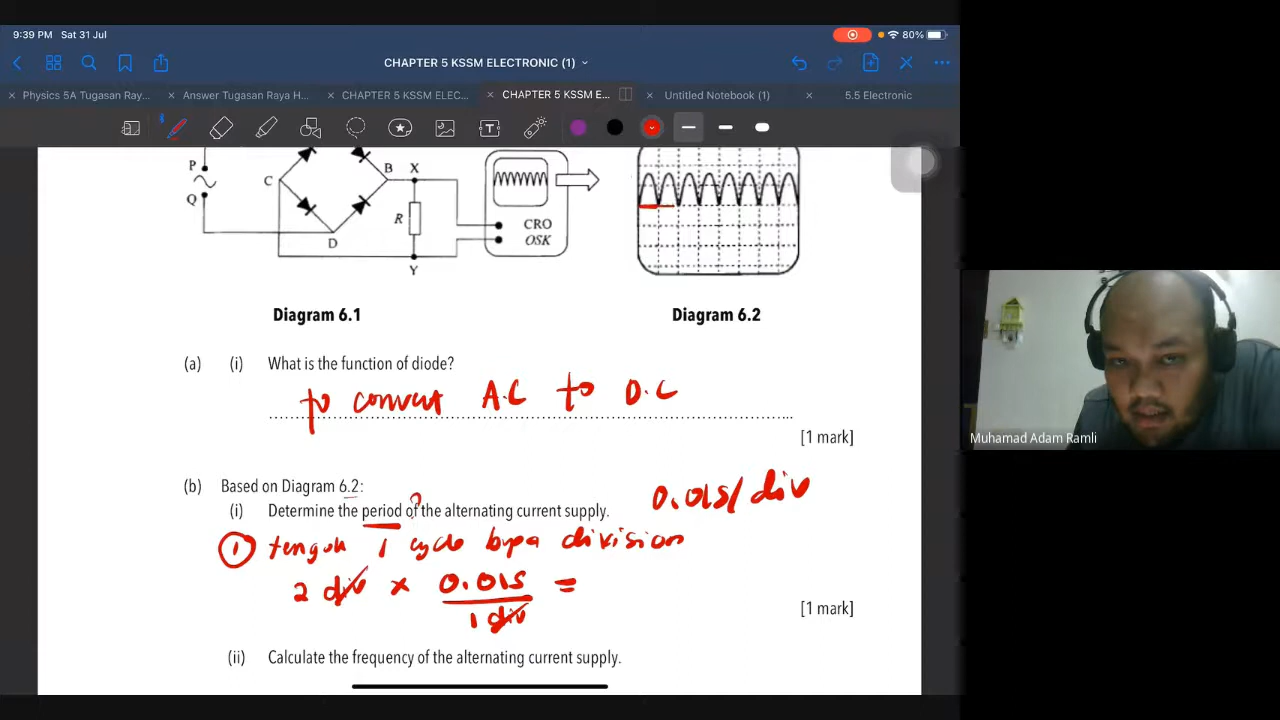 9:39 PM Sat 31 Jul
80%
CHAPTER 5 KSSM ELECTRONIC (1)
Physics 5A Tugasan Ray...
Answer Tugasan Raya H...
CHAPTER 5 KSSM ELEC...
CHAPTER 5 KSSM E...
Untitled Notebook (1)
5.5 Electronic
P
Q
C
B
X
R
D
Y
CRO
OSK
Diagram 6.1
Diagram 6.2
(a) (i) What is the function of diode?
to convert A.C to D.C
[1 mark]
(b) Based on Diagram 6.2:
0.01s/div
(i) Determine the period of the alternating current supply.
?
1 tengok 1 cycle bypa division
2 div × 0.01s =
1 div
[1 mark]
(ii) Calculate the frequency of the alternating current supply.
Muhamad Adam Ramli